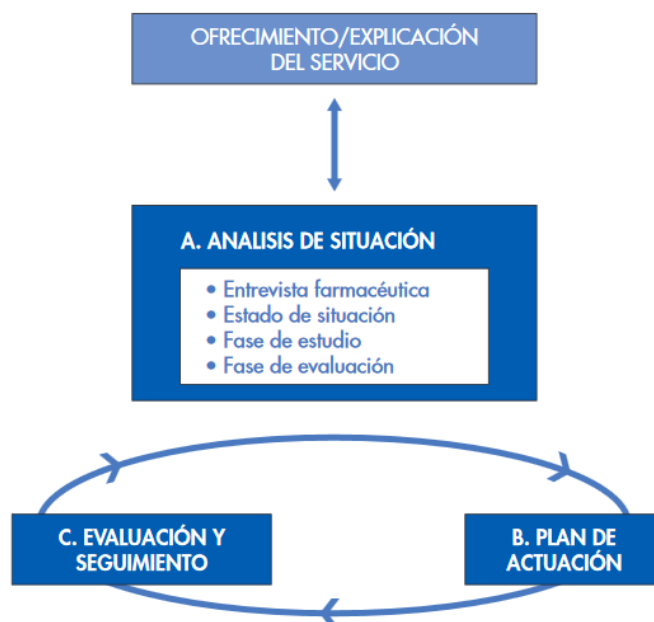 OFRECIMIENTO/EXPLICACIÓN
DEL SERVICIO
A. ANALISIS DE SITUACIÓN
• Entrevista farmacéutica
• Estado de situación
• Fase de estudio
• Fase de evaluación
C. EVALUACIÓN Y
SEGUIMIENTO
B. PLAN DE
ACTUACIÓN